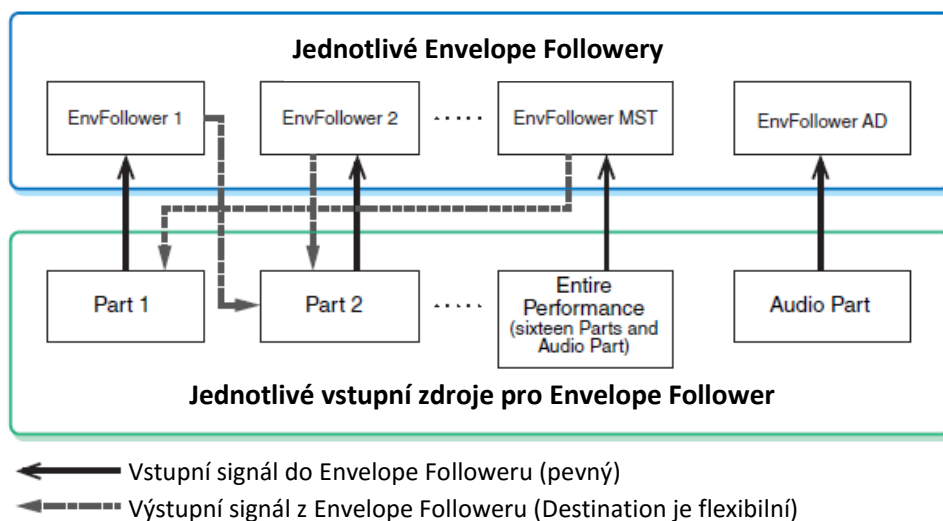 Jednotlivé Envelope Followery
EnvFollower 1
EnvFollower 2
.....
EnvFollower MST
EnvFollower AD
Part 1
Part 2
.....
Entire
Performance
(sixteen Parts and
Audio Part)
Audio Part
Jednotlivé vstupní zdroje pro Envelope Follower
Vstupní signál do Envelope Followeru (pevný)
Výstupní signál z Envelope Followeru (Destination je flexibilní)